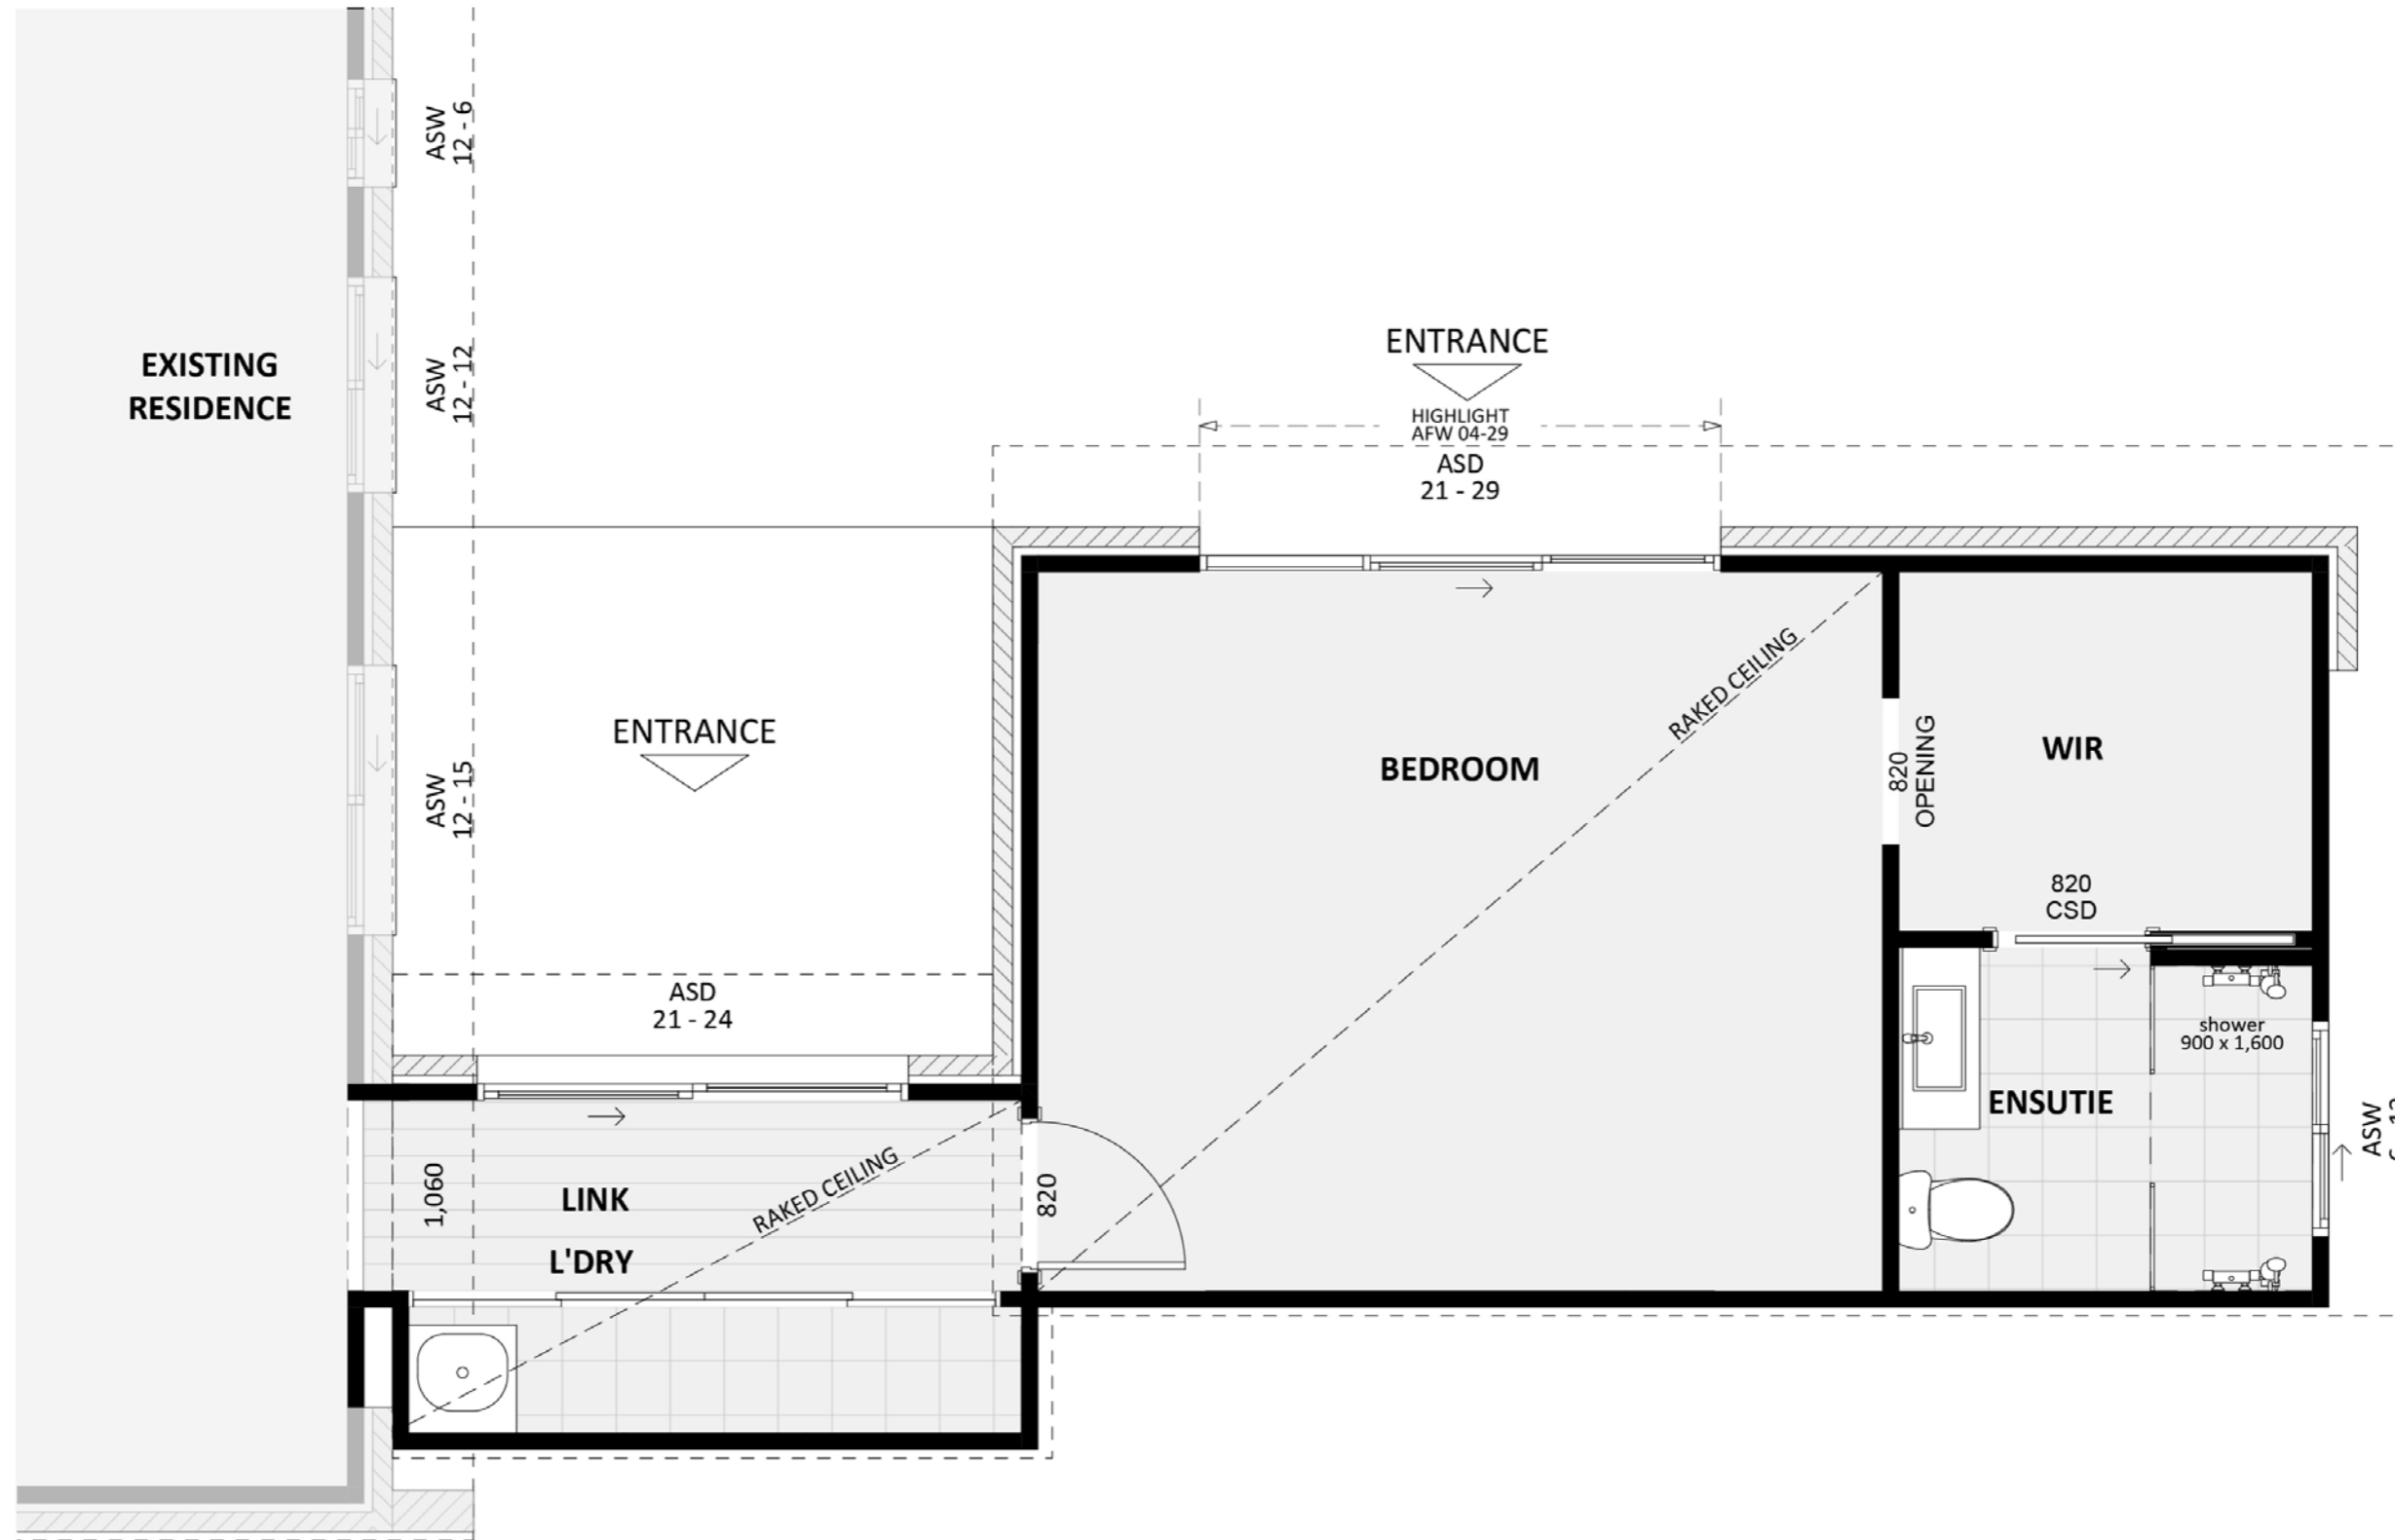 ASW
12 - 6
EXISTING
RESIDENCE
ASW
12 - 12
ENTRANCE
HIGHLIGHT
AFW 04-29
ASD
21 - 29
ENTRANCE
ASW
12 - 15
RAKED CEILING
BEDROOM
820
OPENING
WIR
820
CSD
ASD
21 - 24
shower
900 x 1,600
ENSUTIE
ASW
1,060
LINK
L'DRY
RAKED CEILING
820